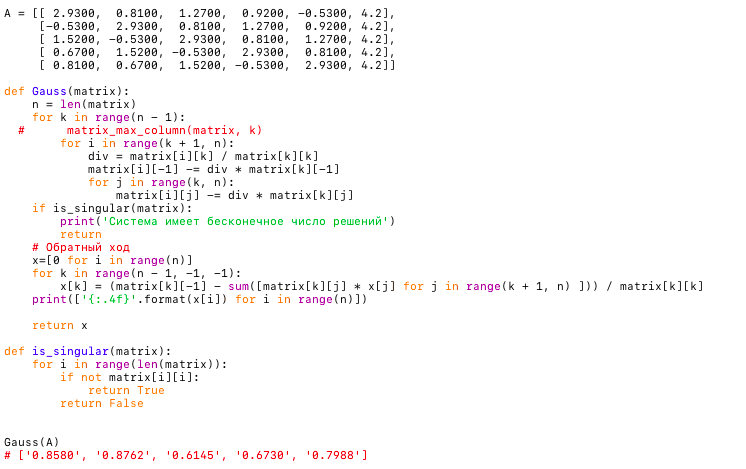 A = [[ 2.9300,  0.8100,  1.2700,  0.9200, −0.5300, 4.2],
     [−0.5300,  2.9300,  0.8100,  1.2700,  0.9200, 4.2],
     [ 1.5200, −0.5300,  2.9300,  0.8100,  1.2700, 4.2],
     [ 0.6700,  1.5200, −0.5300,  2.9300,  0.8100, 4.2],
     [ 0.8100,  0.6700,  1.5200, −0.5300,  2.9300, 4.2]]
def Gauss(matrix):
    n = len(matrix)
    for k in range(n − 1):
  #      matrix_max_column(matrix, k)
        for i in range(k + 1, n):
            div = matrix[i][k] / matrix[k][k]
            matrix[i][−1] −= div * matrix[k][−1]
            for j in range(k, n):
                matrix[i][j] −= div * matrix[k][j]
    if is_singular(matrix):
        print('Система имеет бесконечное число решений')
        return
    # Обратный ход
    x=[0 for i in range(n)]
    for k in range(n − 1, −1, −1):
        x[k] = (matrix[k][−1] − sum([matrix[k][j] * x[j] for j in range(k + 1, n) ])) / matrix[k][k]
    print(['{:.4f}'.format(x[i]) for i in range(n)])
    return x
def is_singular(matrix):
    for i in range(len(matrix)):
        if not matrix[i][i]:
            return True
        return False
Gauss(A)
# ['0.8580', '0.8762', '0.6145', '0.6730', '0.7988']